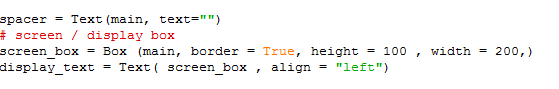 spacer = Text(main, text="")
# screen / display box
screen_box = Box (main, border = True, height = 100 , width = 200,)
display_text = Text( screen_box , align = "left")